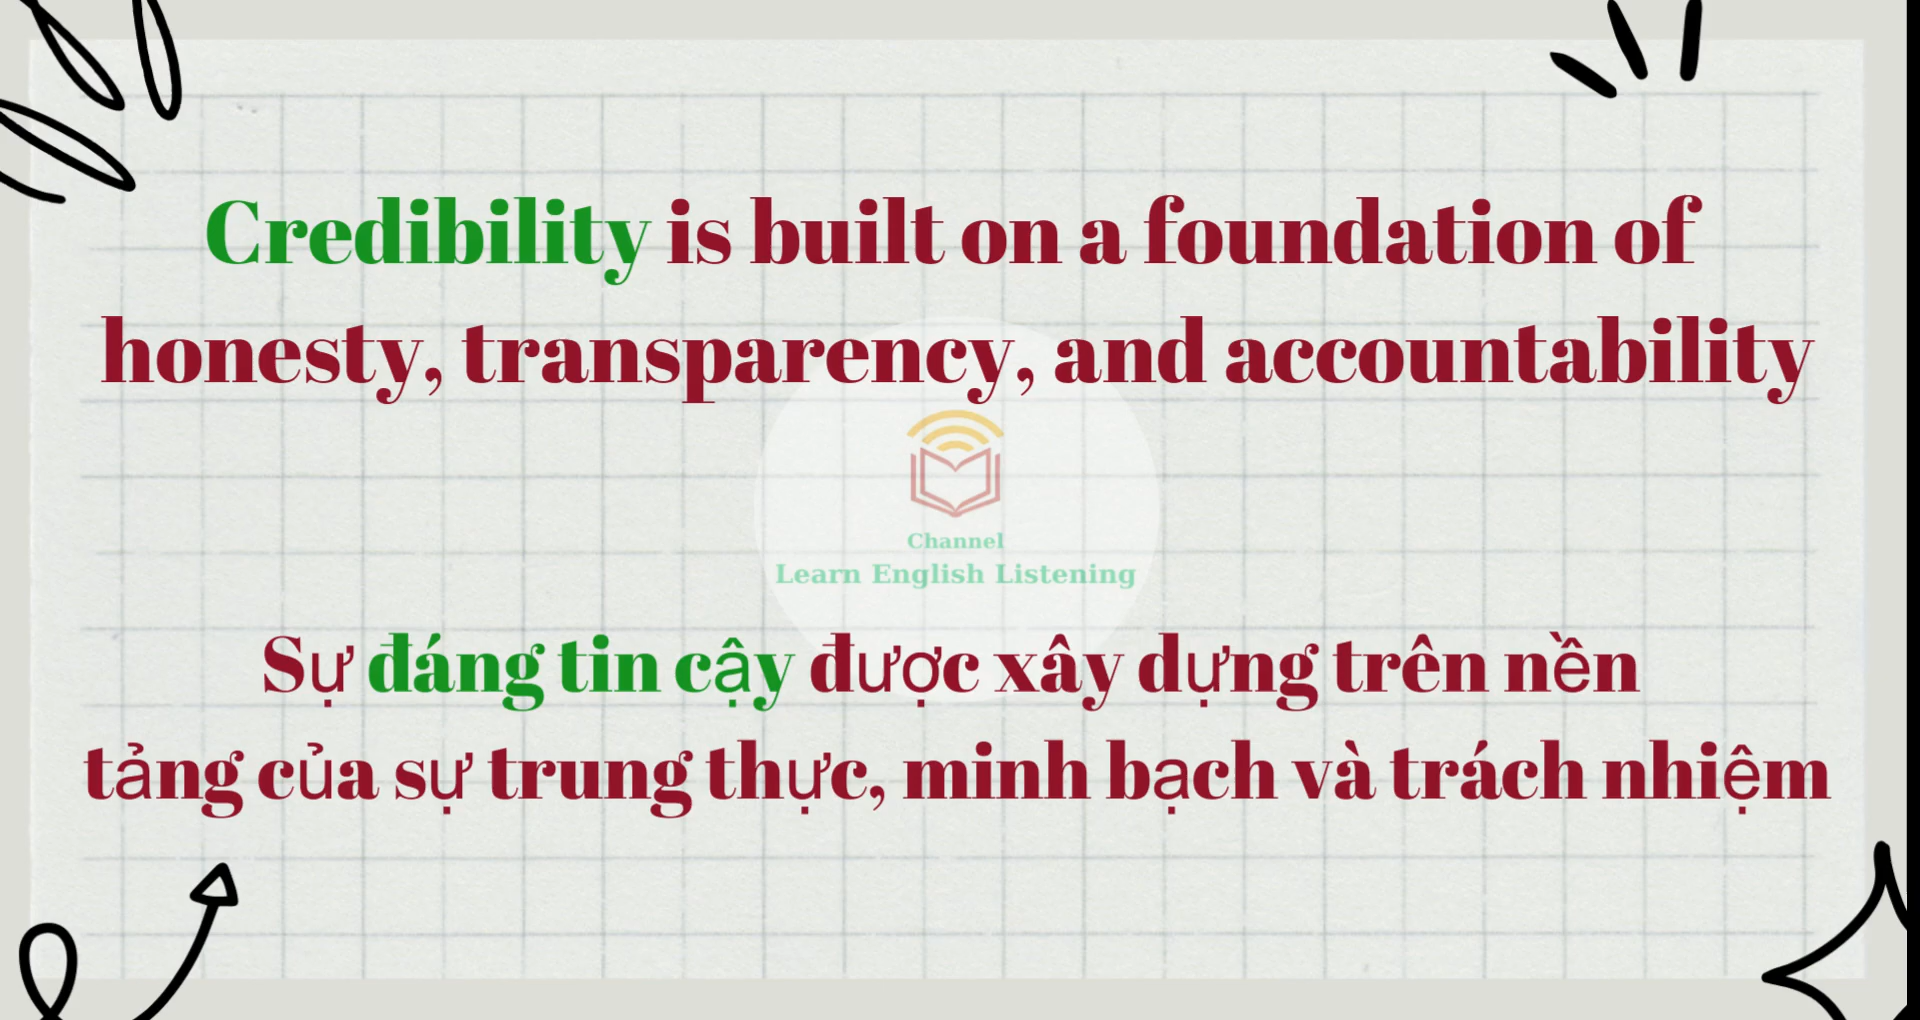 Credibility is built on a foundation of
honesty, transparency, and accountability
Channel
Learn English Listening
Sự đáng tin cậy được xây dựng trên nền
tảng của sự trung thực, minh bạch và trách nhiệm